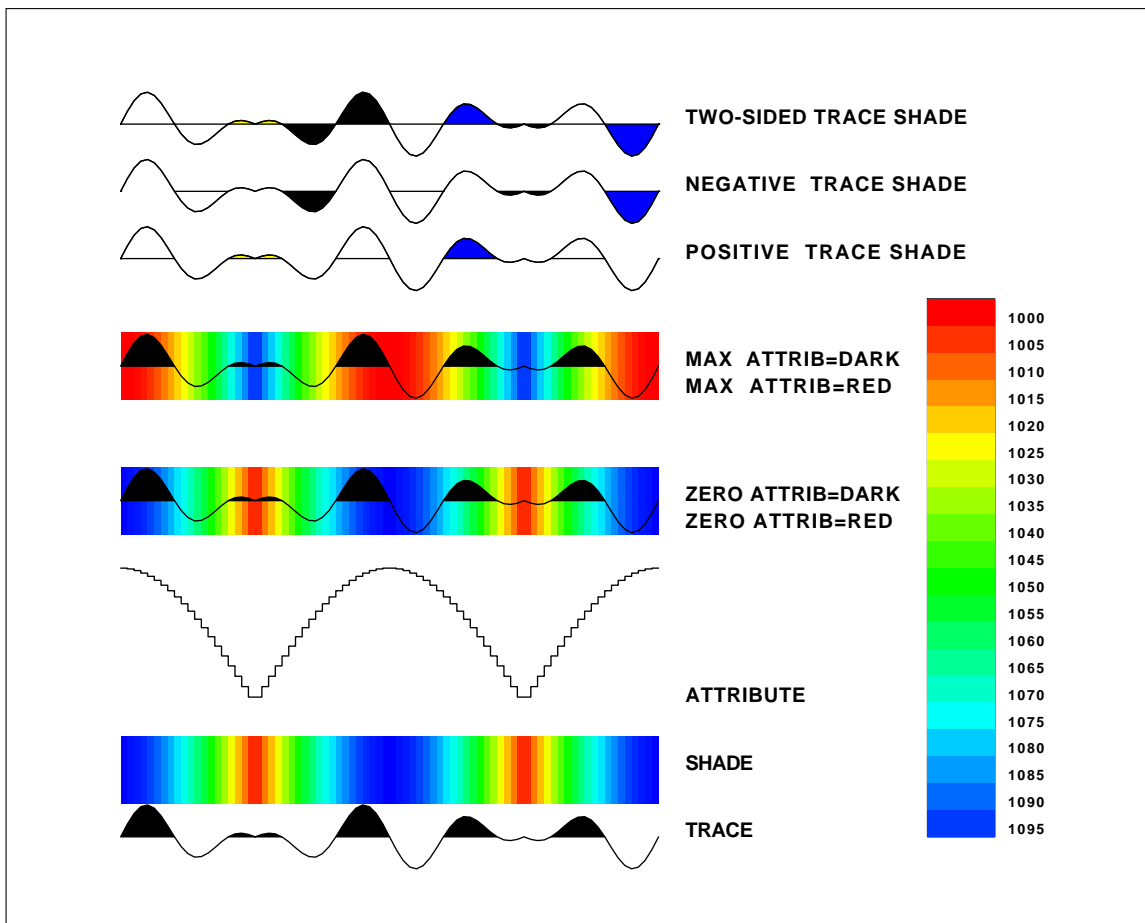 TWO-SIDED TRACE SHADE
NEGATIVE TRACE SHADE
POSITIVE TRACE SHADE
MAX ATTRIB=DARK
MAX ATTRIB=RED
ZERO ATTRIB=DARK
ZERO ATTRIB=RED
ATTRIBUTE
SHADE
TRACE
1000
1005
1010
1015
1020
1025
1030
1035
1040
1045
1050
1055
1060
1065
1070
1075
1080
1085
1090
1095